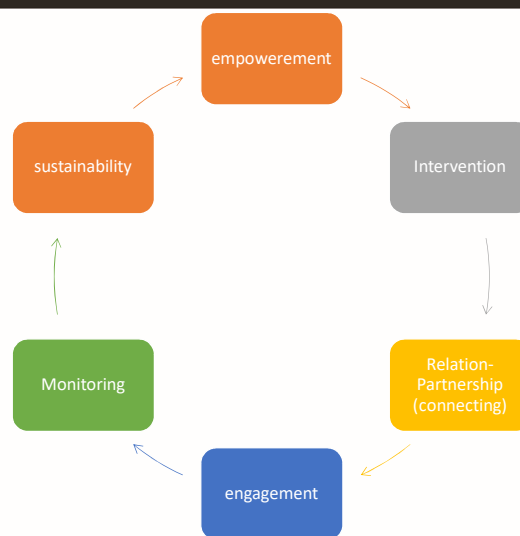 empowerement
Intervention
Relation-
Partnership
(connecting)
engagement
Monitoring
sustainability